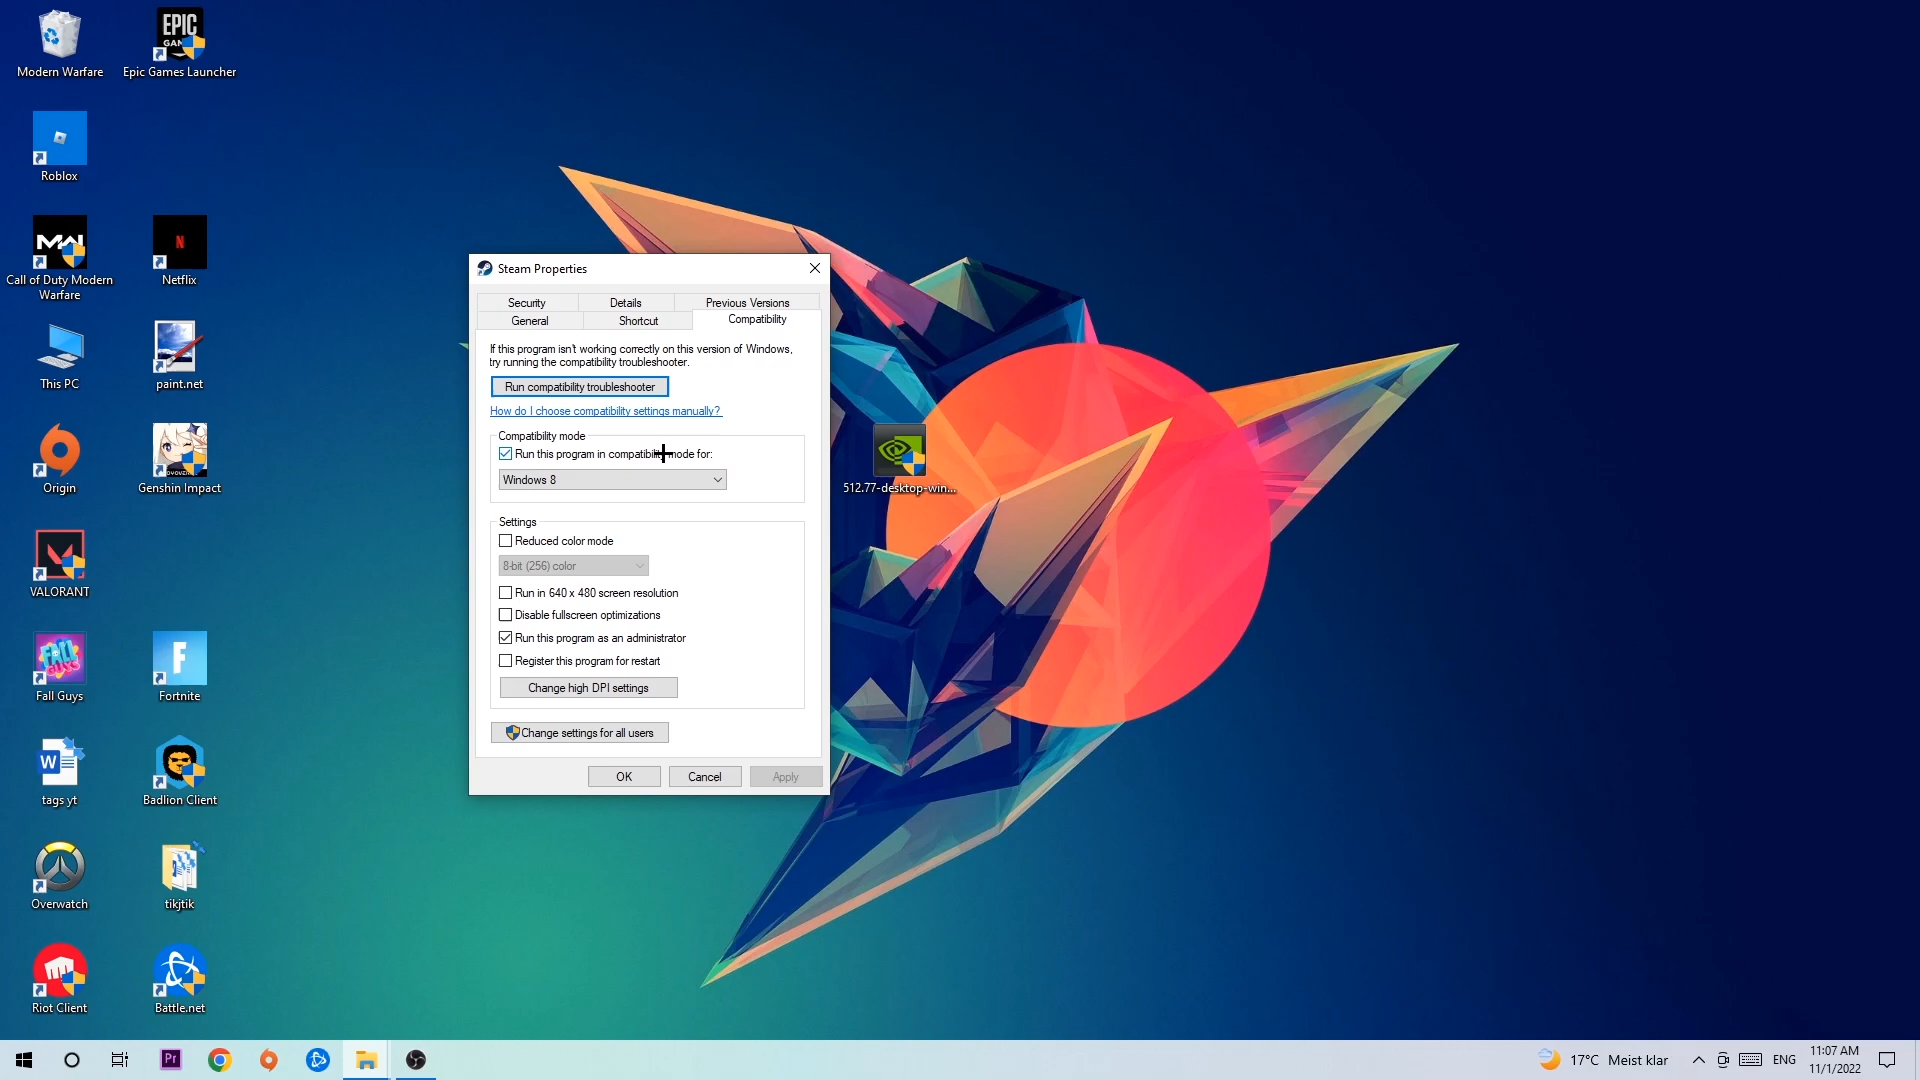 Modern Warfare
EPIC
GAMES
Epic Games Launcher
Roblox
MW
Call of Duty Modern
Warfare
N
Netflix
This PC
paint.net
Origin
Genshin Impact
VALORANT
FALL
guys
Fall Guys
F
Fortnite
W
tags yt
Badlion Client
Overwatch
tikjtik
Riot Client
Battle.net
512.77-desktop-win...
Steam Properties
Security
Details
Previous Versions
General
Shortcut
Compatibility
If this program isn't working correctly on this version of Windows,
try running the compatibility troubleshooter.
Run compatibility troubleshooter
How do I choose compatibility settings manually?
Compatibility mode
Run this program in compatibility mode for:
Windows 8
Settings
Reduced color mode
8-bit (256) color
Run in 640 x 480 screen resolution
Disable fullscreen optimizations
Run this program as an administrator
Register this program for restart
Change high DPI settings
Change settings for all users
OK
Cancel
Apply
Pr
17°C Meist klar
ENG
11:07 AM
11/1/2022